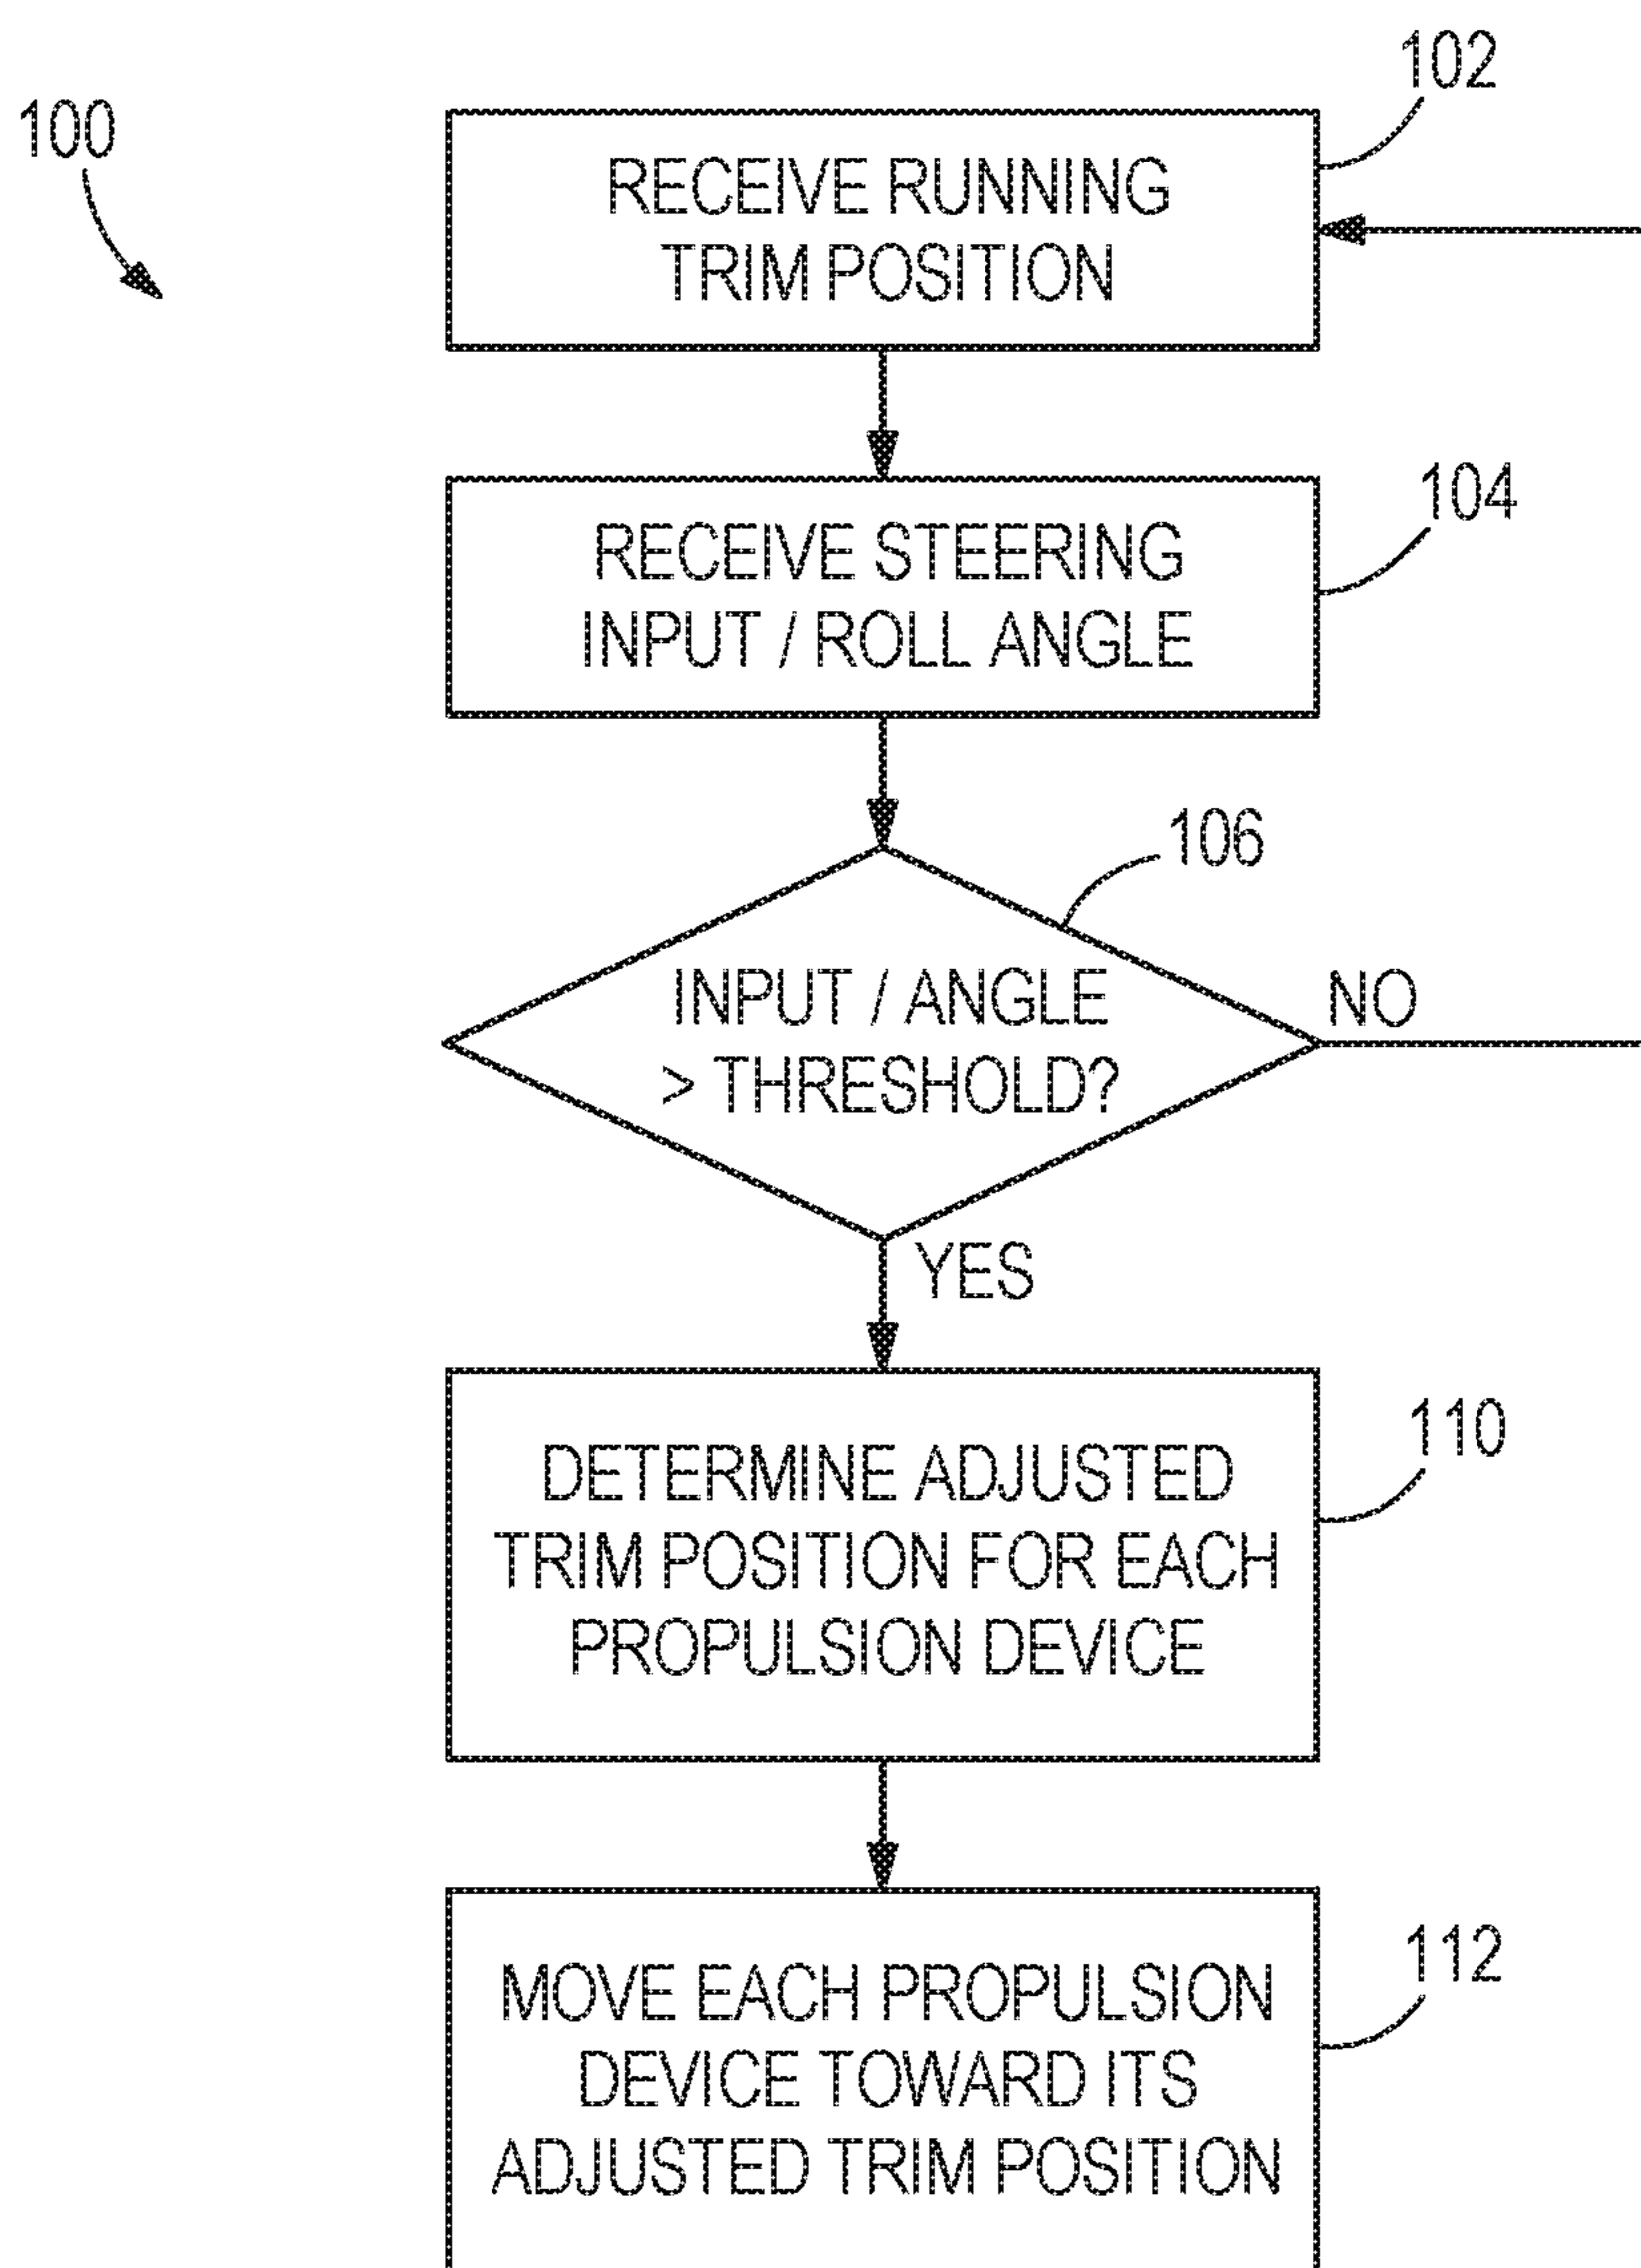 102
100
RECEIVE RUNNING
TRIM POSITION
104
RECEIVE STEERING
INPUT / ROLL ANGLE
106
INPUT / ANGLE
> THRESHOLD?
NO
YES
110
DETERMINE ADJUSTED
TRIM POSITION FOR EACH
PROPULSION DEVICE
112
MOVE EACH PROPULSION
DEVICE TOWARD ITS
ADJUSTED TRIM POSITION